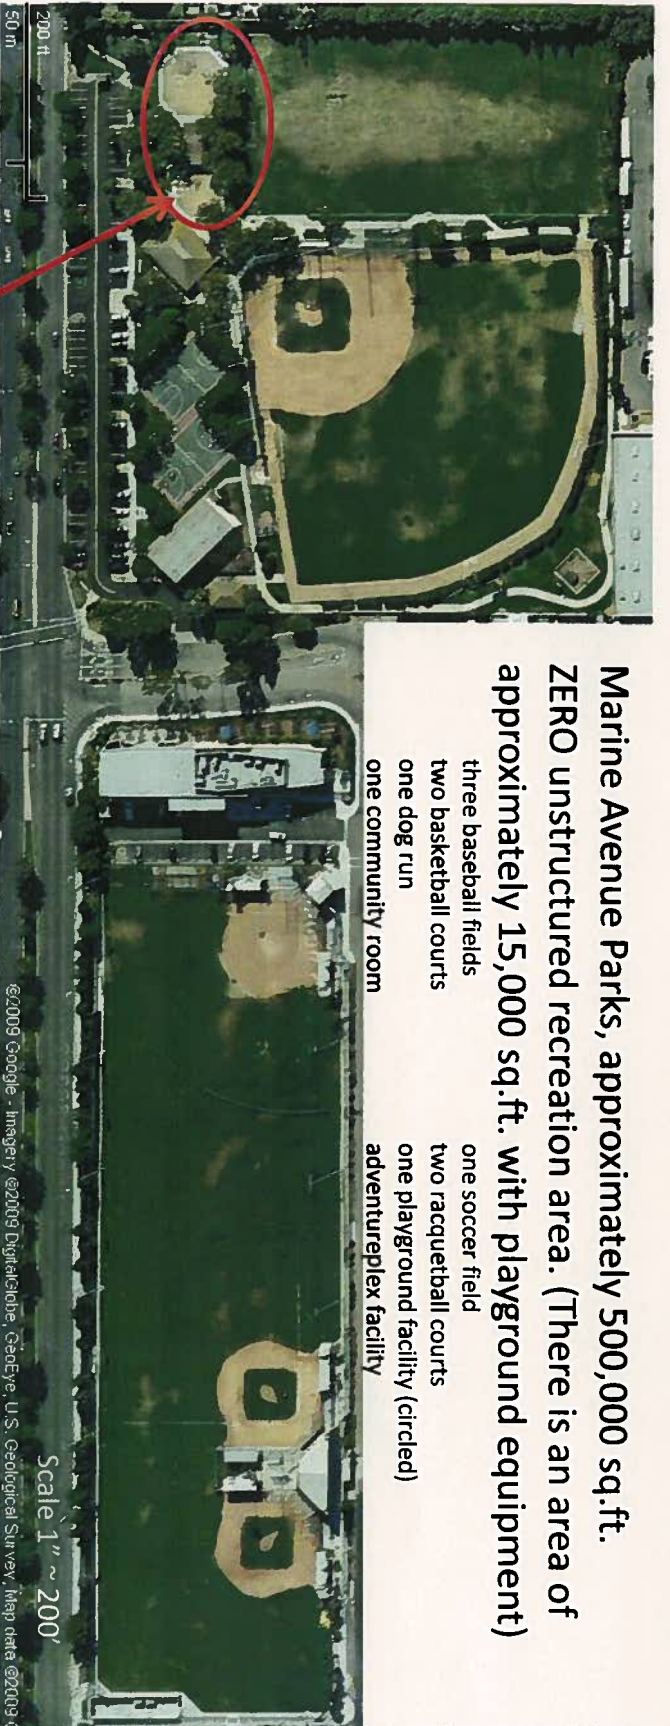 Marine Avenue Parks, approximately 500,000 sq.ft.
ZERO unstructured recreation area. (There is an area of
approximately 15,000 sq.ft. with playground equipment)
three baseball fields
two basketball courts
one dog run
one community room
one soccer field
two racquetball courts
one playground facility (circled)
adventureplex facility
200 ft
50 m
Scale 1" ~ 200'
©2009 Google - Imagery ©2009 DigitalGlobe, GeoEye, U.S. Geological Survey, Map data ©2009